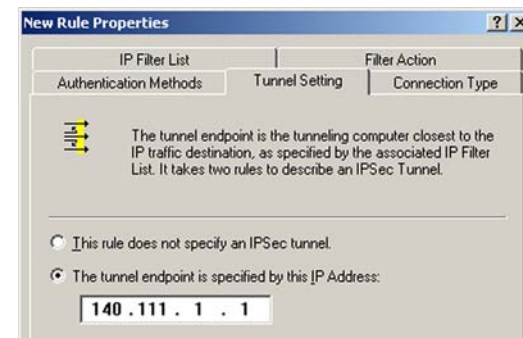 New Rule Properties
? ×
IP Filter List
Filter Action
Authentication Methods
Tunnel Setting
Connection Type
The tunnel endpoint is the tunneling computer closest to the
IP traffic destination, as specified by the associated IP Filter
List. It takes two rules to describe an IPSec Tunnel.
This rule does not specify an IPSec tunnel.
The tunnel endpoint is specified by this IP Address:
140 . 111 . 1 . 1